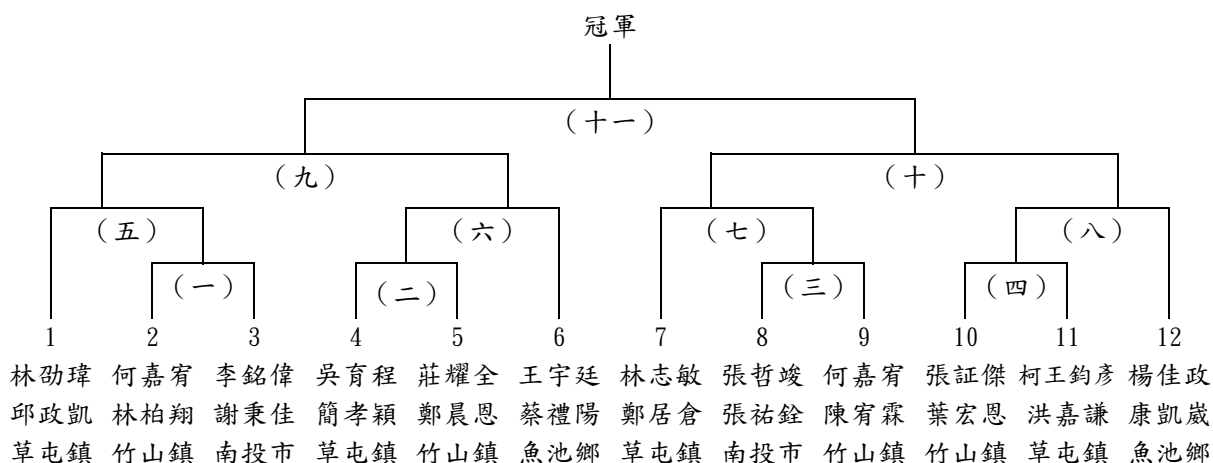 冠軍
（十一）
（九） （十）
（五） （六） （七） （八）
（一） （二） （三） （四）
1 2 3 4 5 6 7 8 9 10 11 12
林劭瑋 何嘉宥 李銘偉 吳育程 莊耀全 王宇廷 林志敏 張哲竣 何嘉宥 張証傑 柯王鈞彥 楊佳政
邱政凱 林柏翔 謝秉佳 簡孝穎 鄭晨恩 蔡禮陽 鄭居倉 張祐銓 陳宥霖 葉宏恩 洪嘉謙 康凱崴
草屯鎮 竹山鎮 南投市 草屯鎮 竹山鎮 魚池鄉 草屯鎮 南投市 竹山鎮 竹山鎮 草屯鎮 魚池鄉